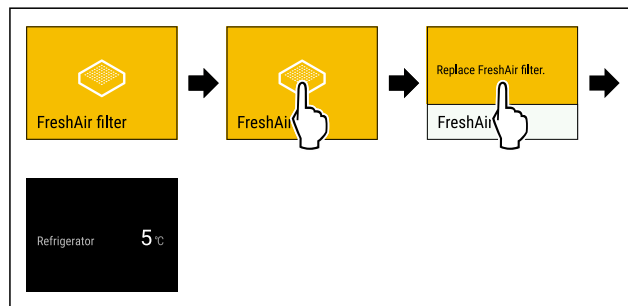 FreshAir filter
FreshAi
Replace FreshAir filter.
FreshAi
Refrigerator 5 °C